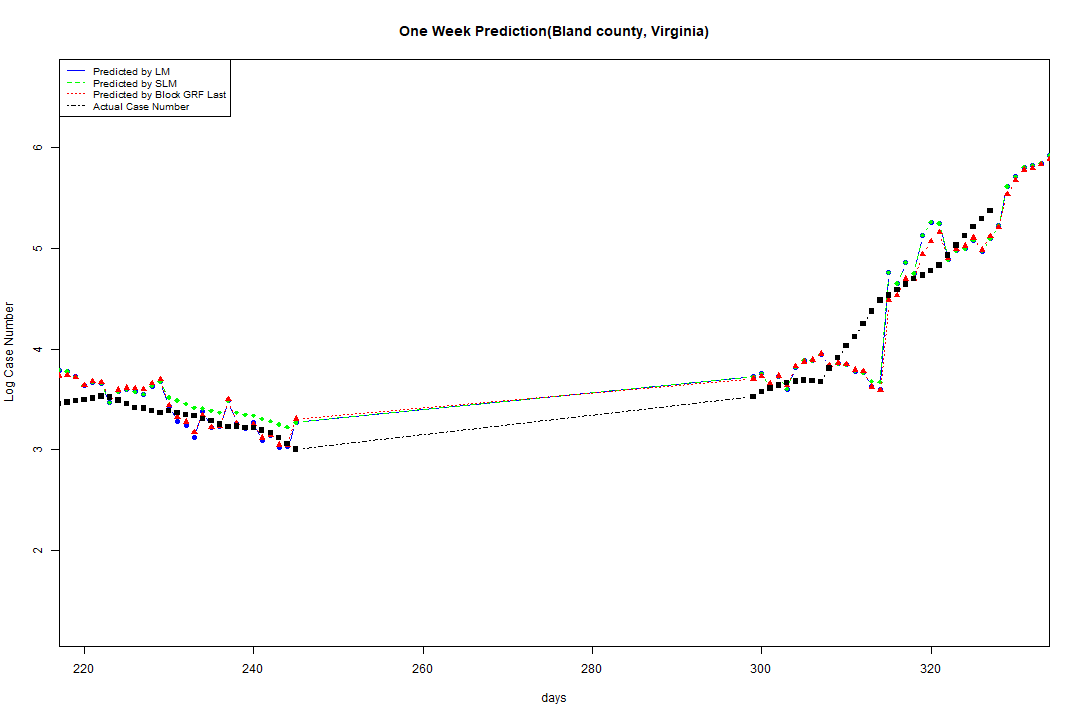 One Week Prediction(Bland county, Virginia)
Predicted by LM
Predicted by SLM
Predicted by Block GRF Last
Actual Case Number
6
5
4
3
2
Log Case Number
220 240 260 280 300 320
days